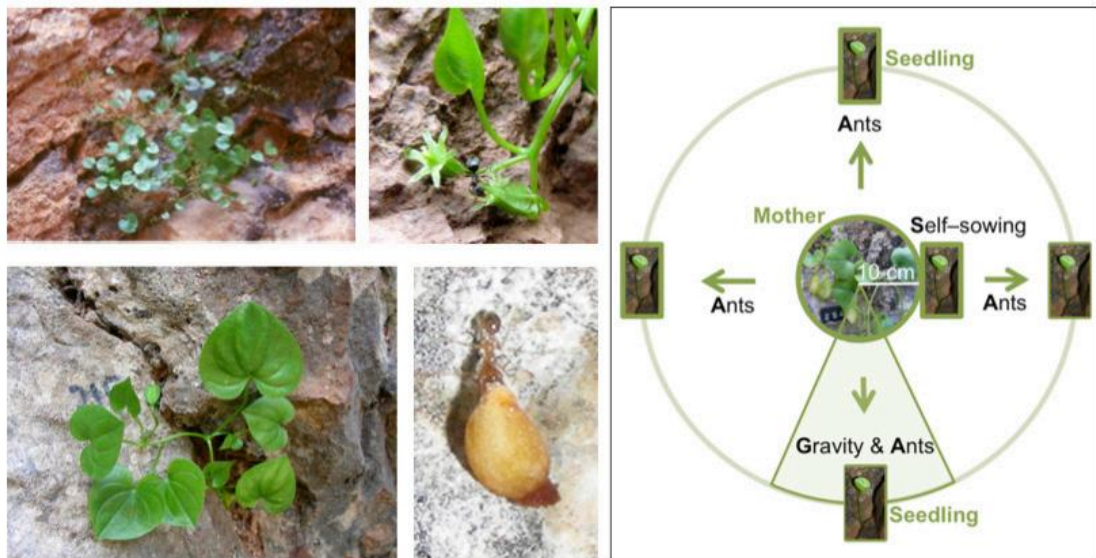 Seedling
Ants
Mother
Self–sowing
10 cm
Ants
Ants
Gravity & Ants
Seedling